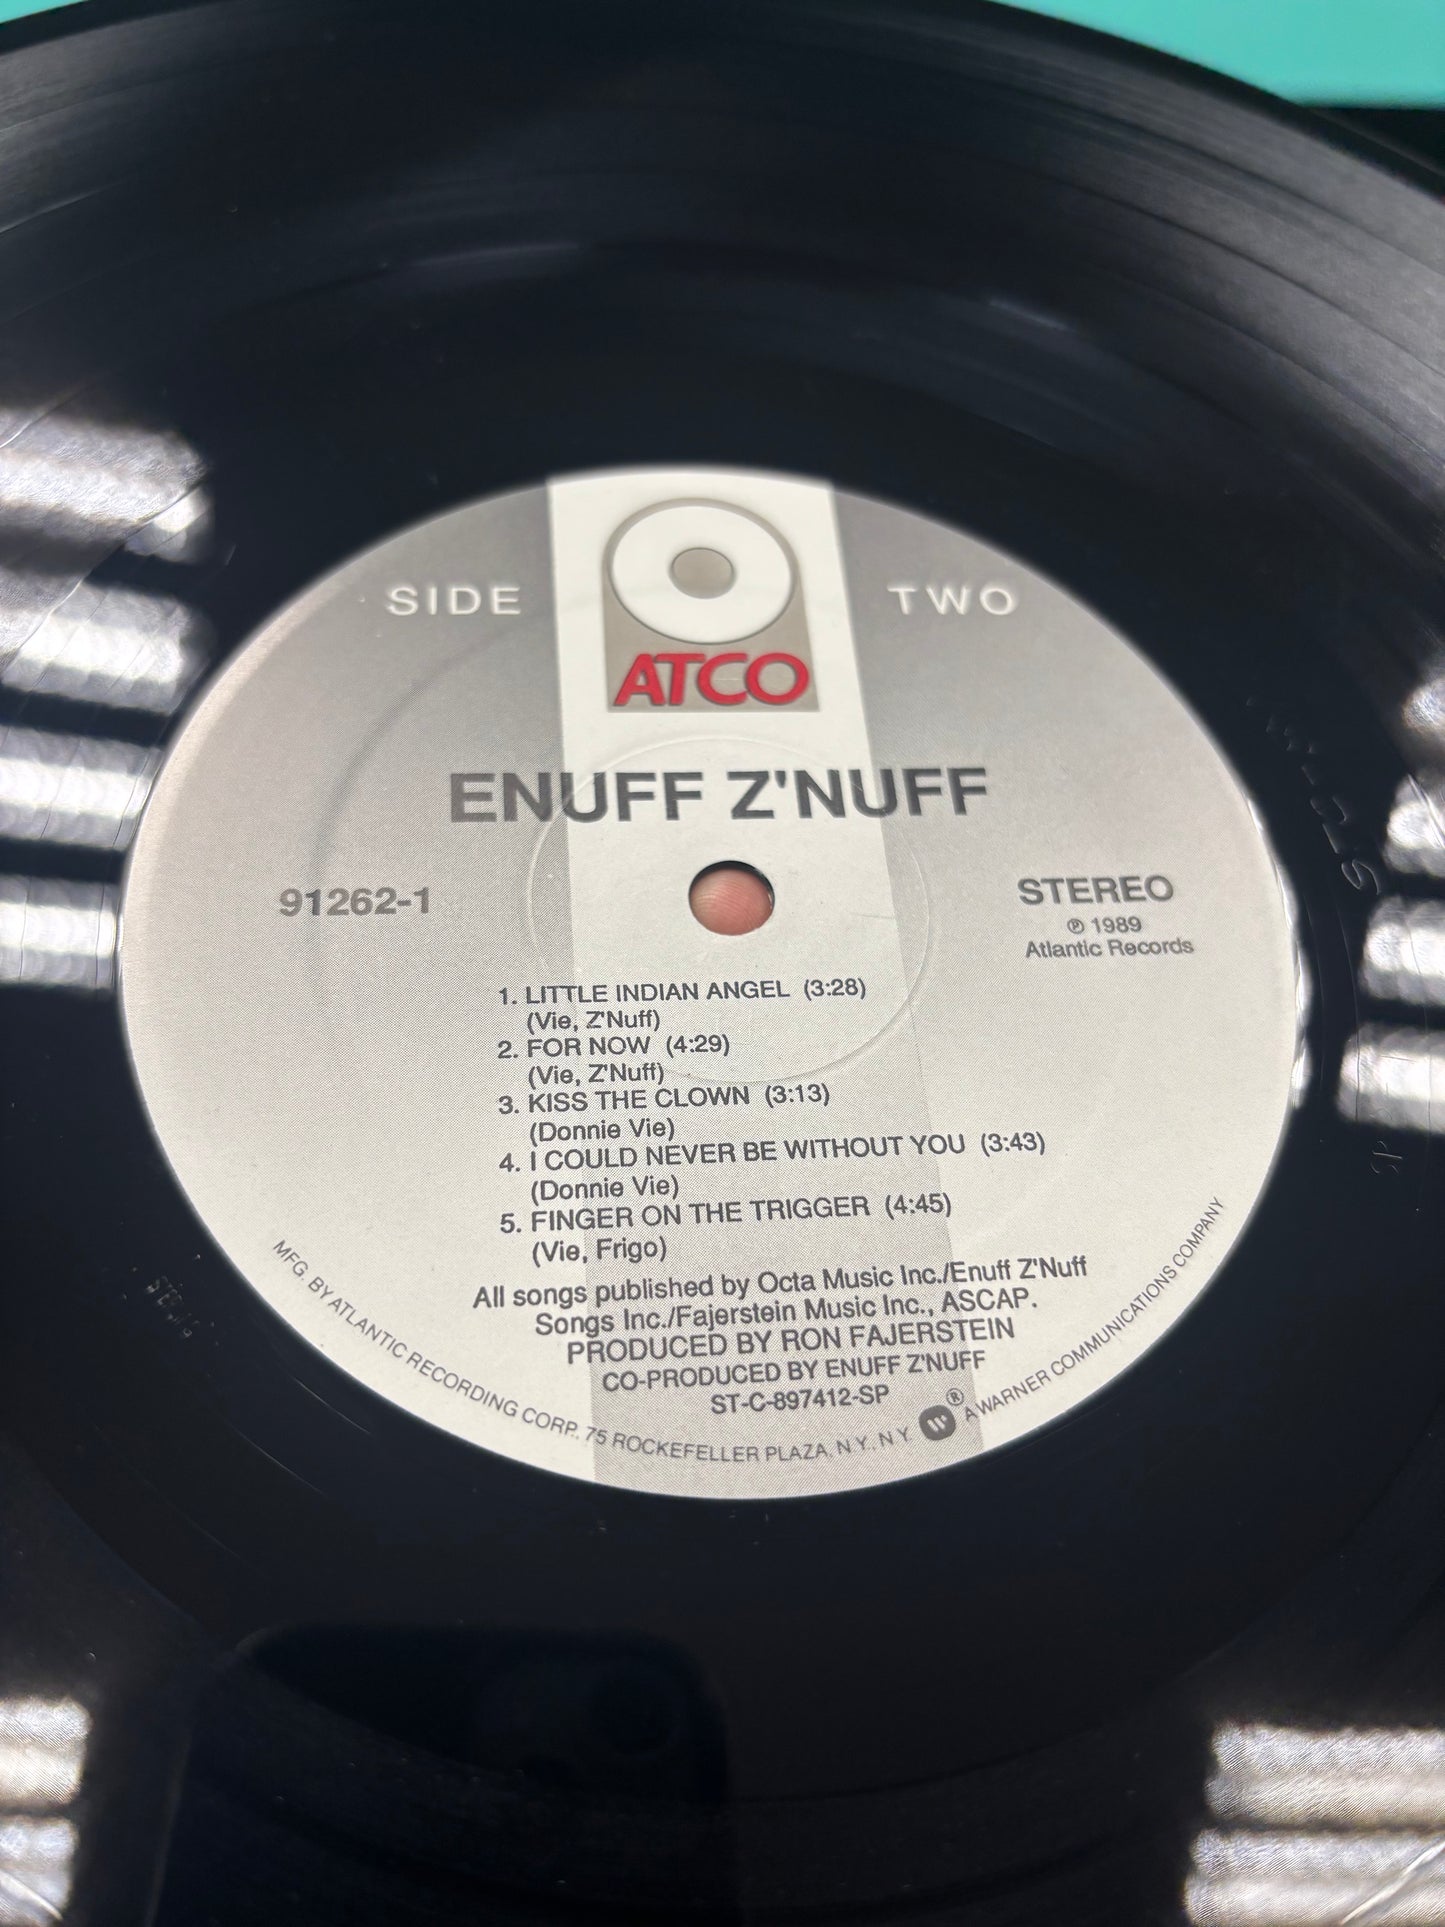 SIDE TWO
ATCO
ENUFF Z'NUFF
91262-1
STEREO
℗ 1989
Atlantic Records
1. LITTLE INDIAN ANGEL (3:28)
(Vie, Z'Nuff)
2. FOR NOW (4:29)
(Vie, Z'Nuff)
3. KISS THE CLOWN (3:13)
(Donnie Vie)
4. I COULD NEVER BE WITHOUT YOU (3:43)
(Donnie Vie)
5. FINGER ON THE TRIGGER (4:45)
(Vie, Frigo)
All songs published by Octa Music Inc./Enuff Z'Nuff
Songs Inc./Fajerstein Music Inc., ASCAP.
PRODUCED BY RON FAJERSTEIN
CO-PRODUCED BY ENUFF Z'NUFF
ST-C-897412-SP
MFG. BY ATLANTIC RECORDING CORP., 75 ROCKEFELLER PLAZA, N.Y., N.Y. ® A WARNER COMMUNICATIONS COMPANY
SP